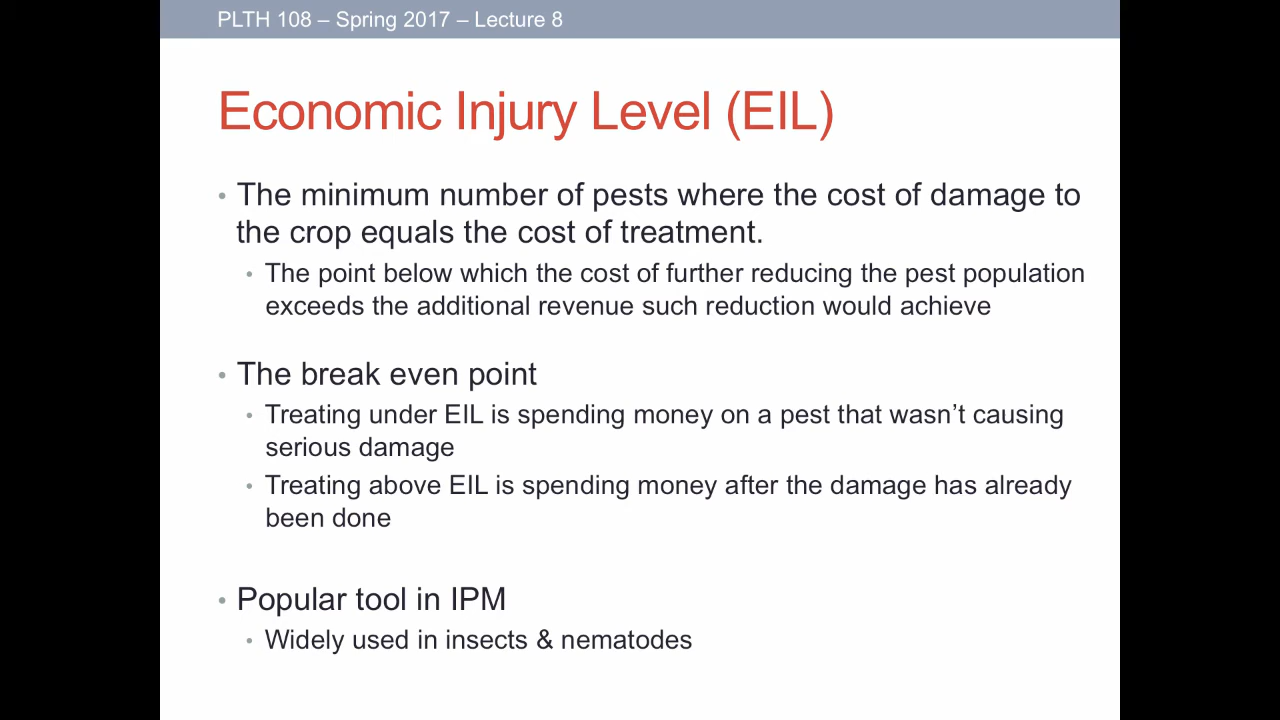 PLTH 108 – Spring 2017 – Lecture 8
Economic Injury Level (EIL)
• The minimum number of pests where the cost of damage to
the crop equals the cost of treatment.
• The point below which the cost of further reducing the pest population
exceeds the additional revenue such reduction would achieve
• The break even point
• Treating under EIL is spending money on a pest that wasn’t causing
serious damage
• Treating above EIL is spending money after the damage has already
been done
• Popular tool in IPM
• Widely used in insects & nematodes